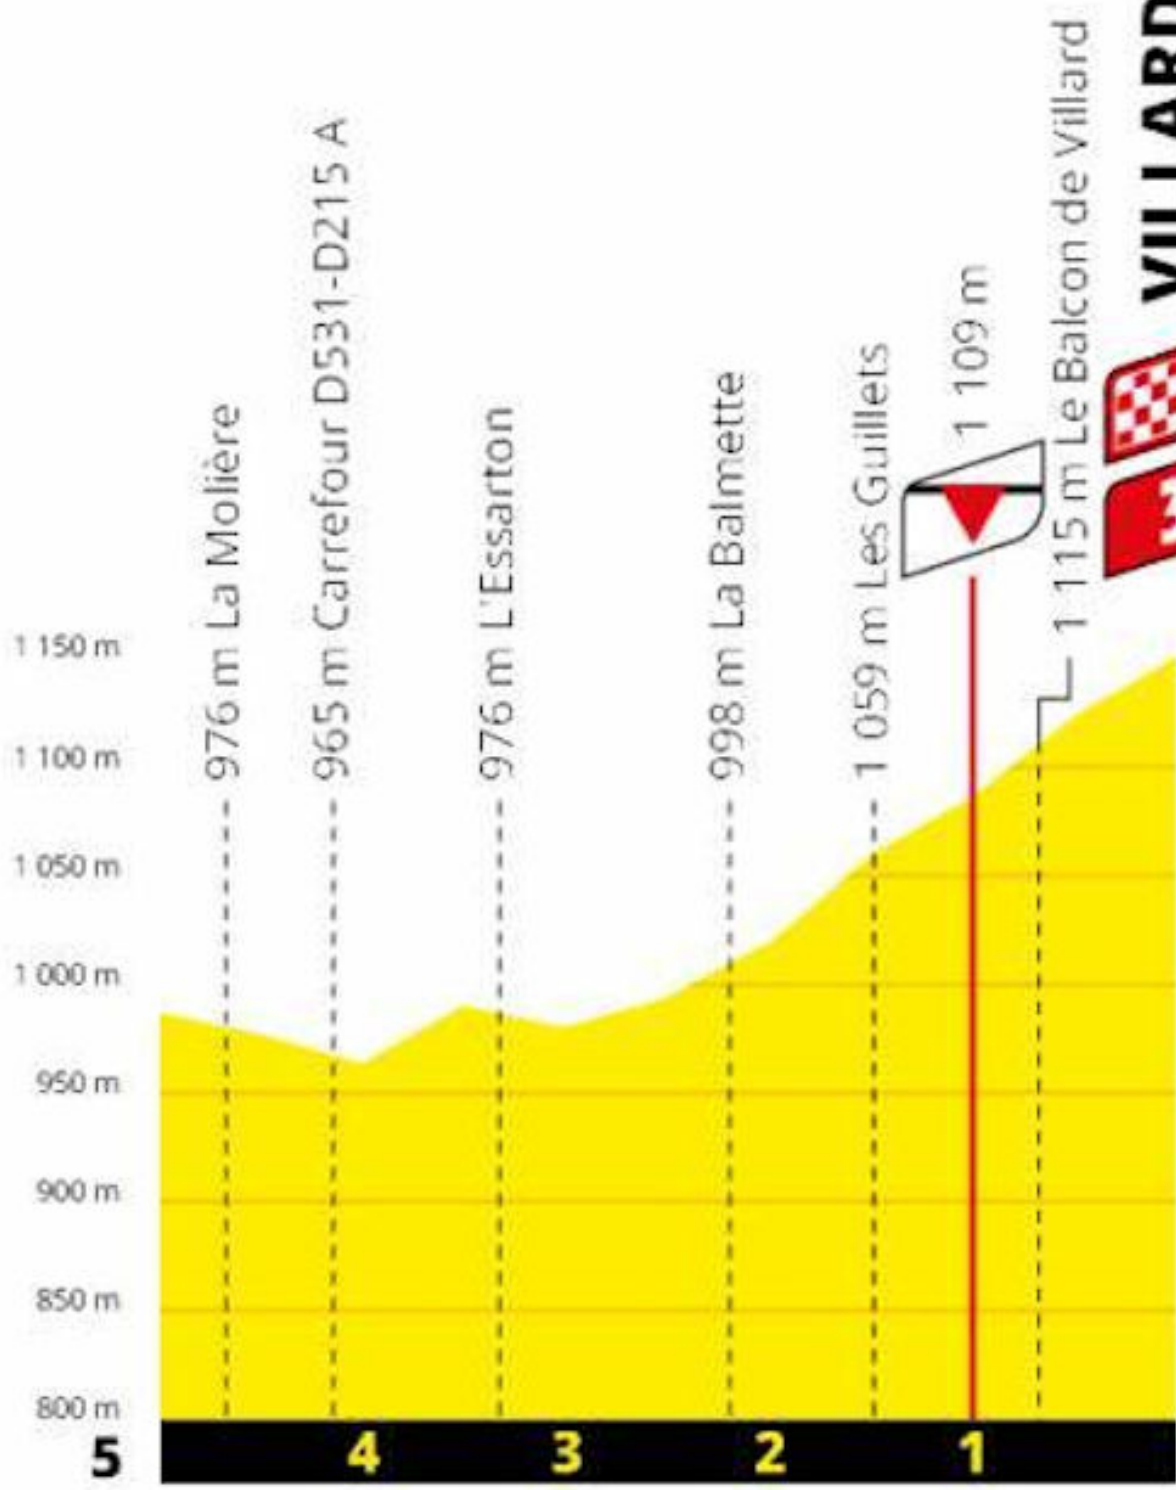 976 m La Molière
965 m Carrefour D531-D215 A
976 m L'Essarton
998 m La Balmette
1 059 m Les Guillets
1 109 m
1 115 m Le Balcon de Villard
3
1 150 m
1 100 m
1 050 m
1 000 m
950 m
900 m
850 m
800 m
5 4 3 2 1